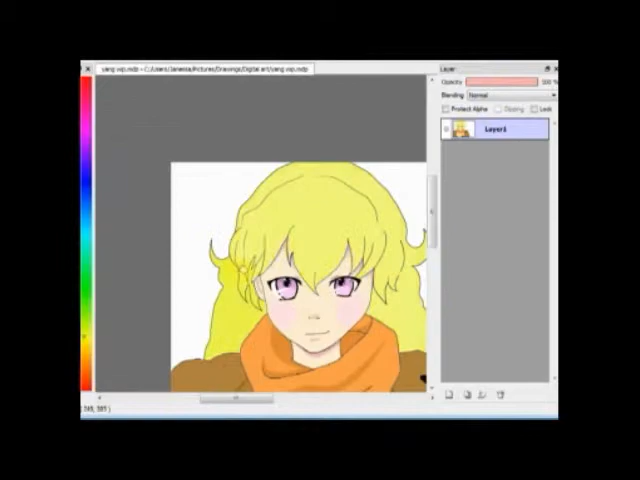 yang wip.mdp - C:/Users/Janessa/Pictures/Drawings/Digital art/yang wip.mdp
Layer
Opacity 100 %
Blending Normal
Protect Alpha Clipping Lock
Layer1